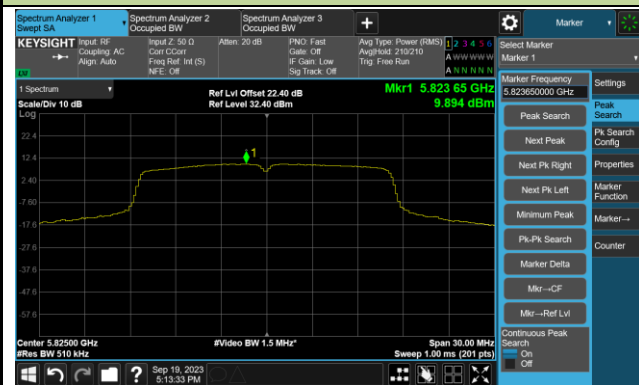 Spectrum Analyzer 1
Swept SA
Spectrum Analyzer 2
Occupied BW
Spectrum Analyzer 3
Occupied BW
Marker
KEYSIGHT
Input: RF
Coupling: AC
Align: Auto
Input Z: 50 Ω
Corr CCorr
Freq Ref: Int (S)
NFE: Off
Atten: 20 dB
PNO: Fast
Gate: Off
IF Gain: Low
Sig Track: Off
Avg Type: Power (RMS)
Avg|Hold: 210/210
Trig: Free Run
1 2 3 4 5 6
A W W W W W
A N N N N N
Select Marker
Marker 1
1 Spectrum
Ref Lvl Offset 22.40 dB
Mkr1 5.823 65 GHz
Scale/Div 10 dB
Ref Level 32.40 dBm
9.894 dBm
Log
22.4
12.4
2.40
-7.60
-17.6
-27.6
-37.6
-57.6
1
Center 5.82500 GHz
#Video BW 1.5 MHz*
Span 30.00 MHz
#Res BW 510 kHz
Sweep 1.00 ms (201 pts)
Marker Frequency
5.823650000 GHz
Peak Search
Next Peak
Next Pk Right
Next Pk Left
Minimum Peak
Pk-Pk Search
Marker Delta
Mkr→CF
Mkr→Ref Lvl
Continuous Peak
Search
On
Off
Settings
Peak
Search
Pk Search
Config
Properties
Marker
Function
Marker→
Counter
?
Sep 19, 2023
5:13:33 PM